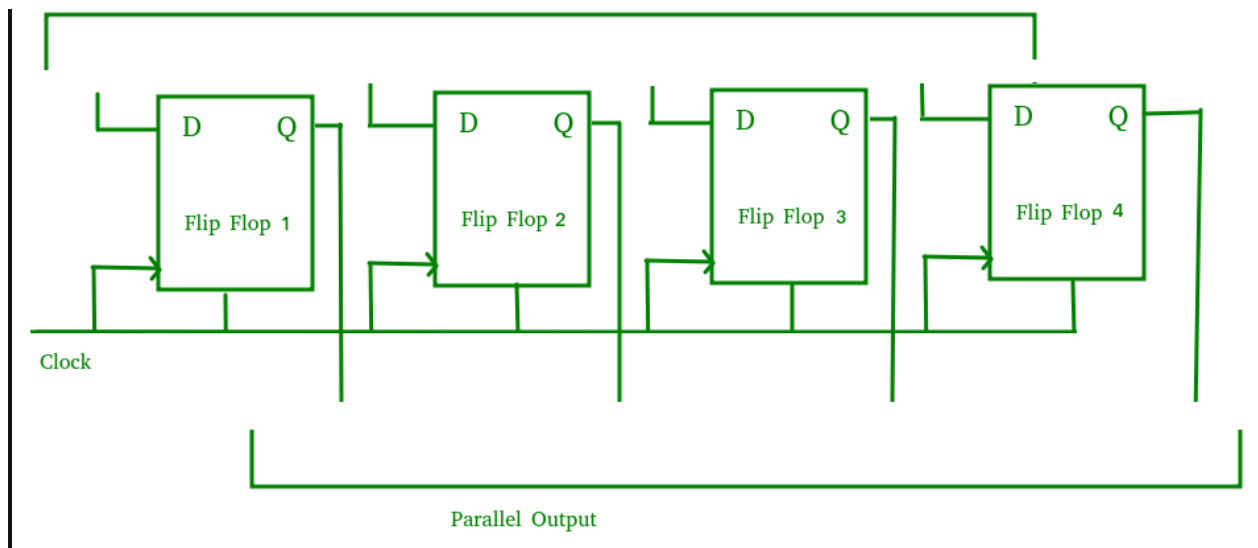 D Q D Q D Q D Q
Flip Flop 1 Flip Flop 2 Flip Flop 3 Flip Flop 4
Clock
Parallel Output